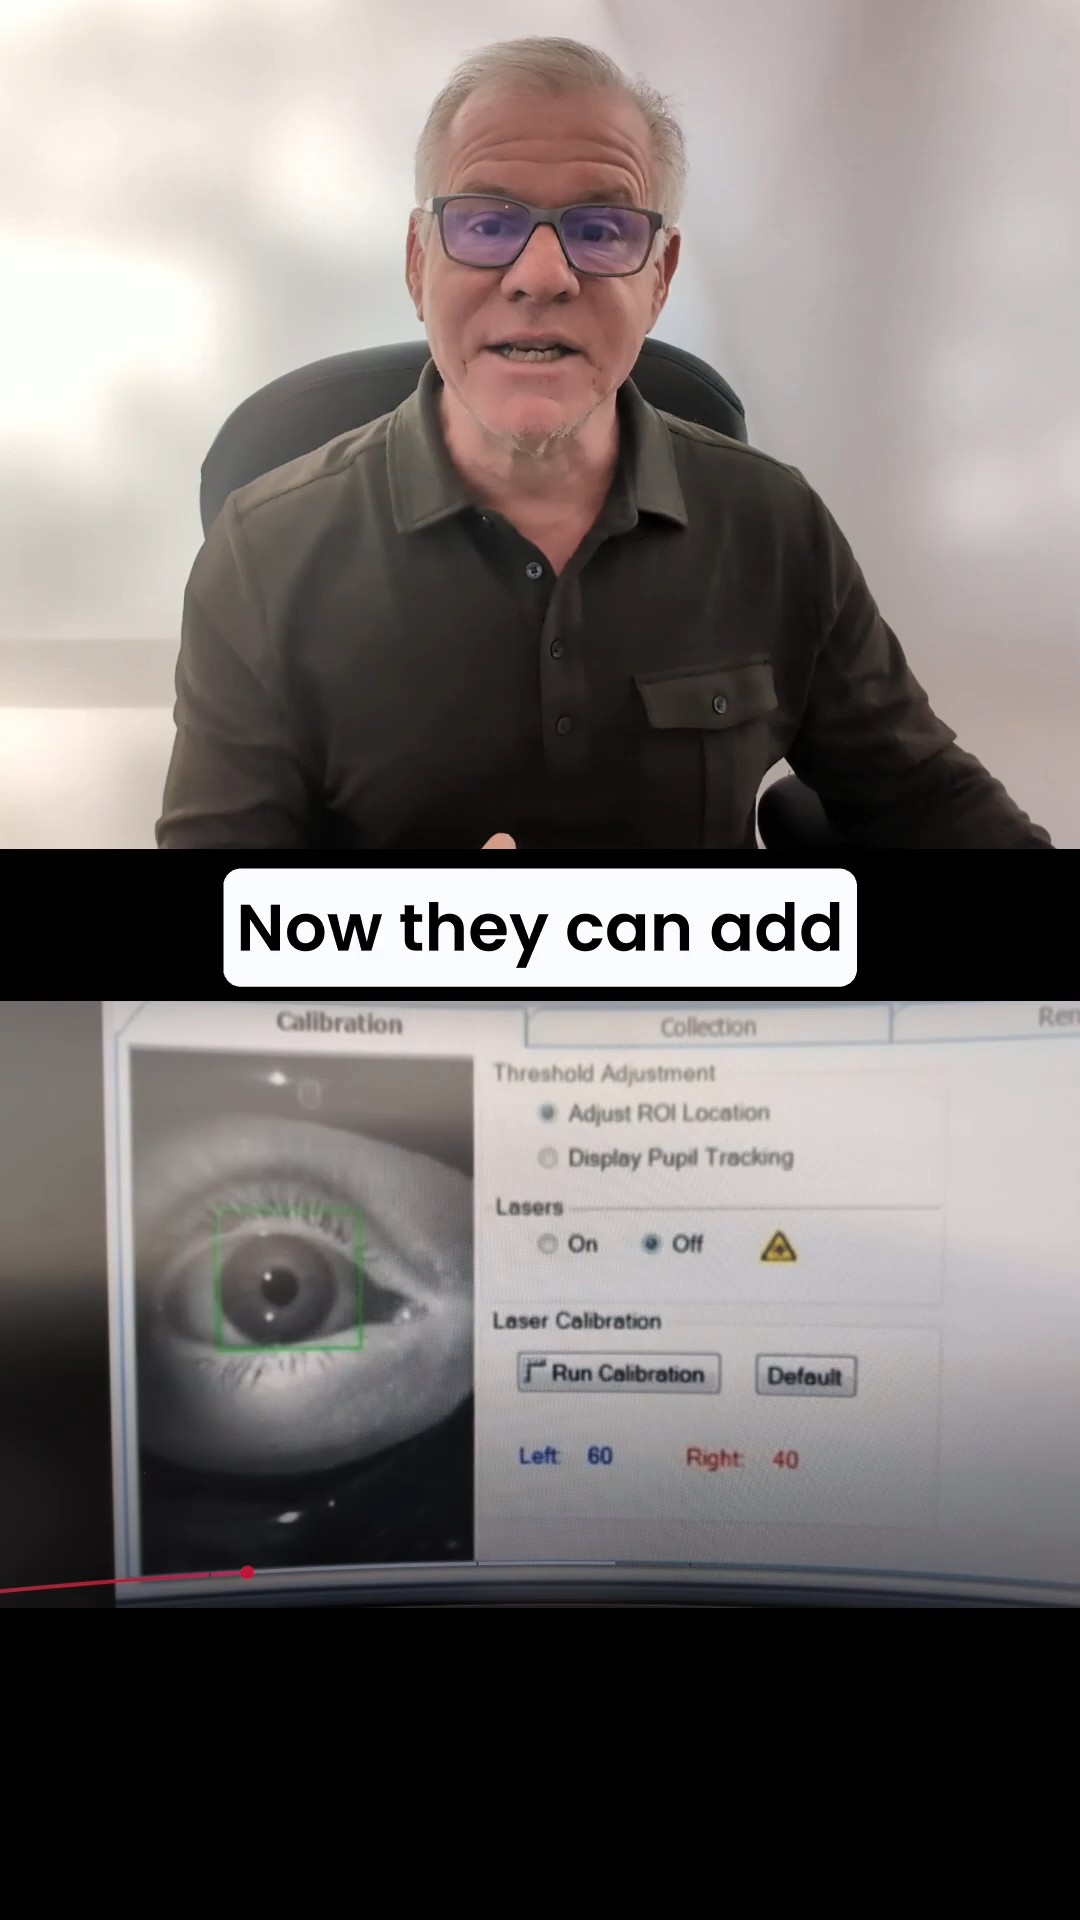 Now they can add
Calibration
Collection
Threshold Adjustment
Adjust ROI Location
Display Pupil Tracking
Lasers
On
Off
Laser Calibration
Run Calibration
Default
Left: 60
Right: 40